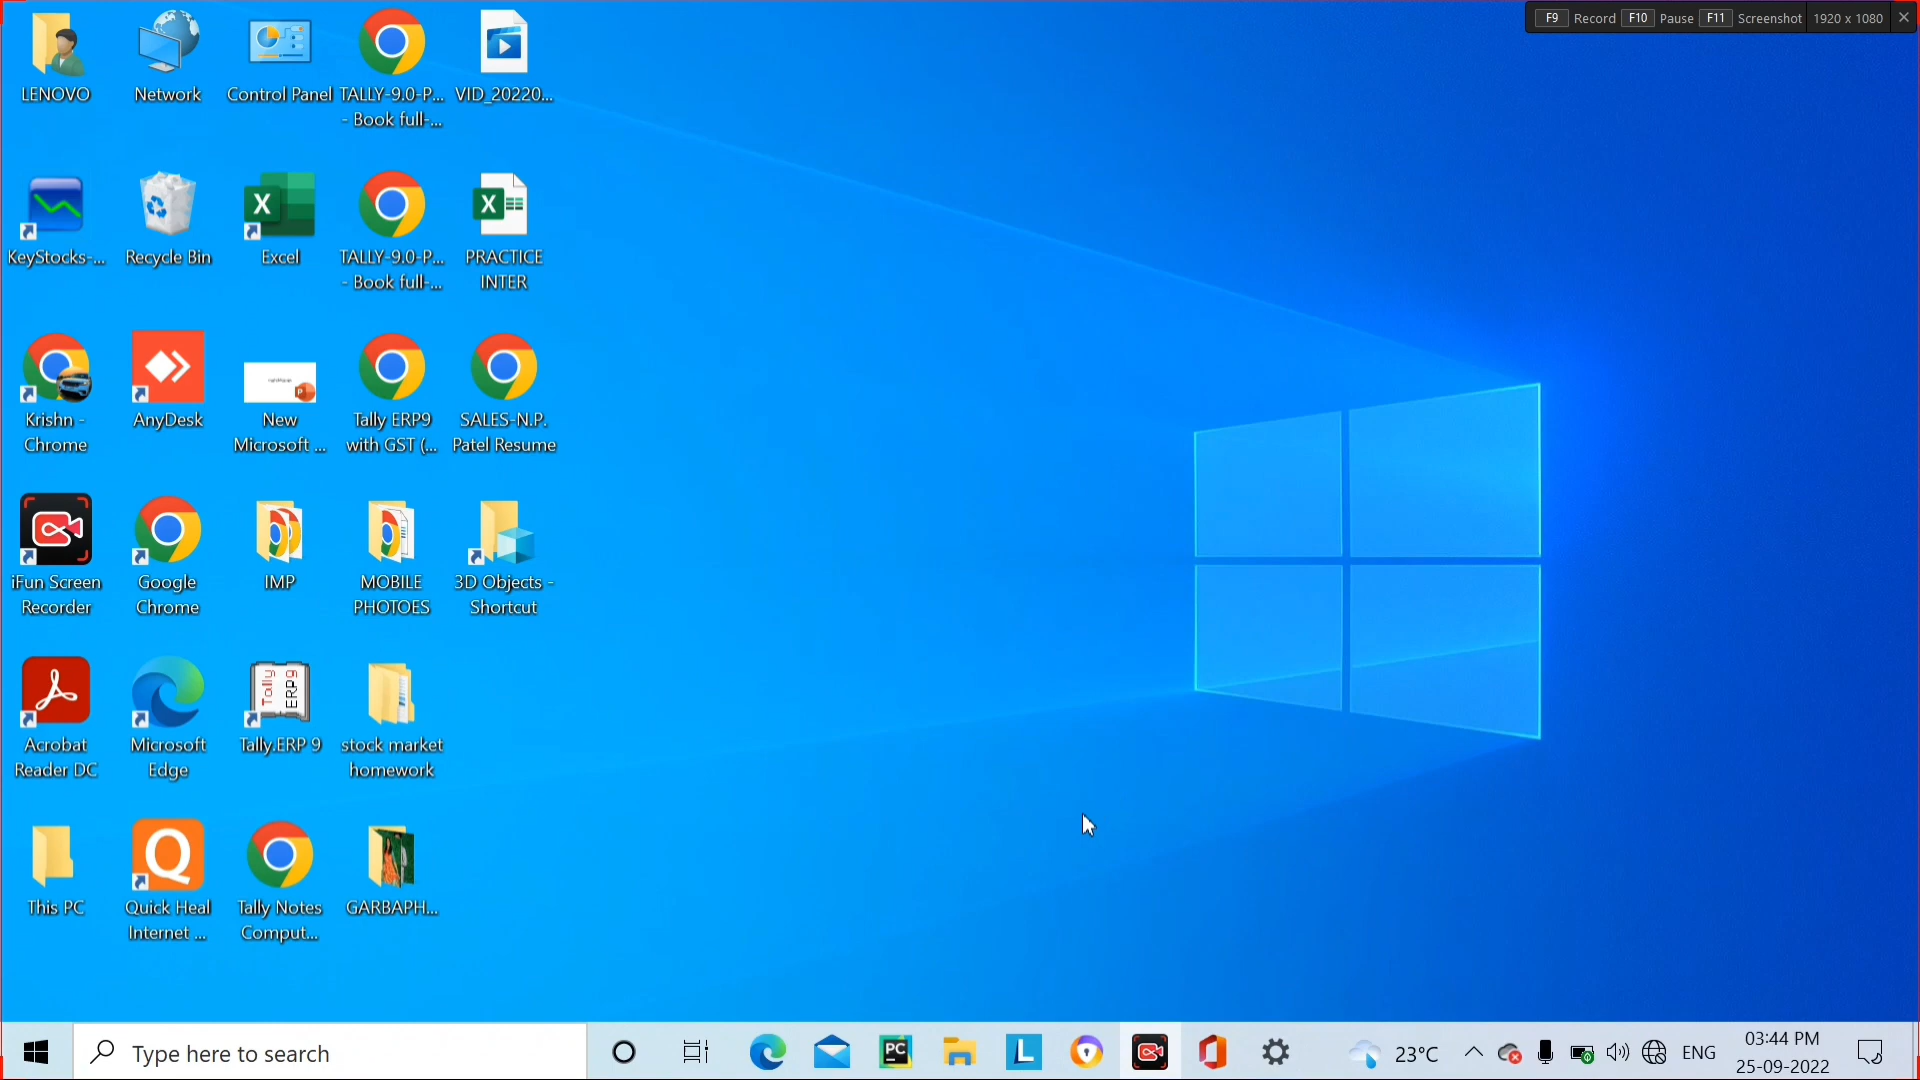 F9 Record F10 Pause F11 Screenshot 1920 x 1080
LENOVO
Network
Control Panel
TALLY-9.0-P...
- Book full-...
VID_20220...
KeyStocks-...
Recycle Bin
Excel
TALLY-9.0-P...
- Book full-...
PRACTICE
INTER
Krishn -
Chrome
AnyDesk
New
Microsoft ...
Tally ERP9
with GST (...
SALES-N.P.
Patel Resume
iFun Screen
Recorder
Google
Chrome
IMP
MOBILE
PHOTOES
3D Objects -
Shortcut
Acrobat
Reader DC
Microsoft
Edge
Tally
ERP9
Tally.ERP 9
stock market
homework
This PC
Quick Heal
Internet ...
Tally Notes
Comput...
GARBAPH...
Type here to search
PC
L
23°C
ENG
03:44 PM
25-09-2022